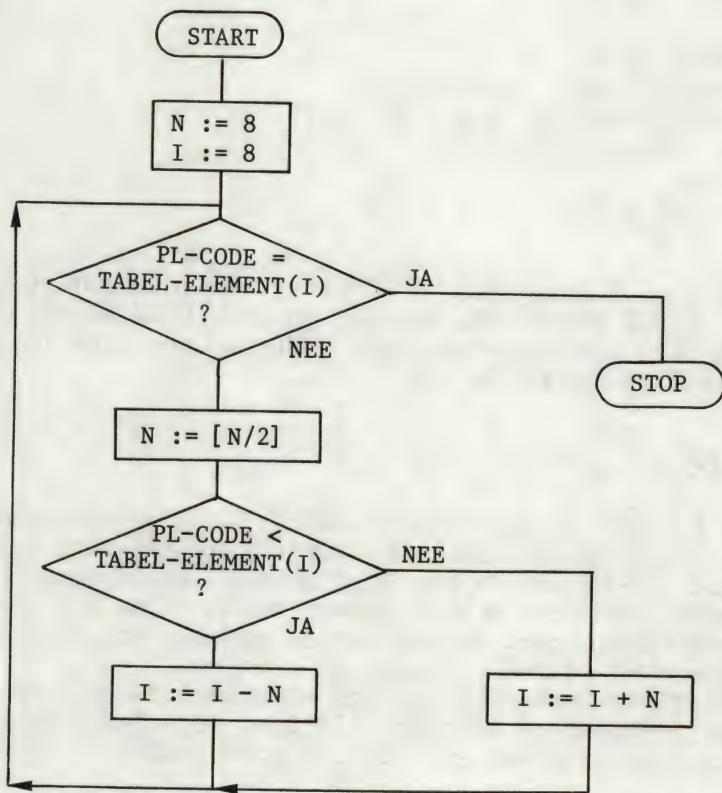 START
N := 8
I := 8
PL-CODE =
TABEL-ELEMENT(I)
?
JA
NEE
STOP
N := [N/2]
PL-CODE <
TABEL-ELEMENT(I)
?
NEE
JA
I := I - N
I := I + N